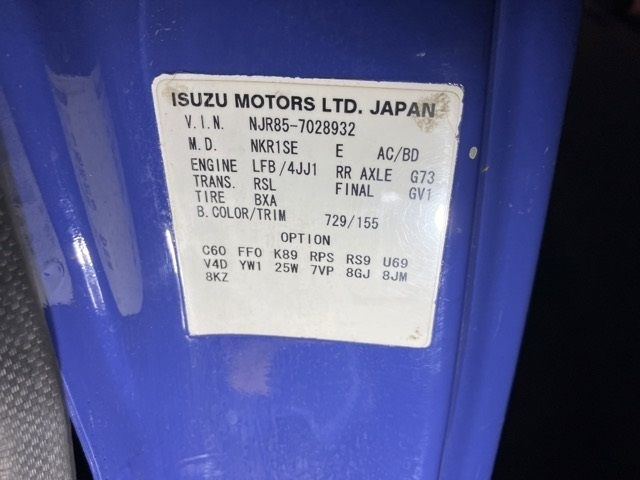 ISUZU MOTORS LTD. JAPAN
V.I.N. NJR85-7028932
M.D. NKR1SE E AC/BD
ENGINE LFB/4JJ1 RR AXLE G73
TRANS. RSL FINAL GV1
TIRE BXA
B.COLOR/TRIM 729/155
OPTION
C60 FF0 K89 RPS RS9 U69
V4D YW1 25W 7VP 8GJ 8JM
8KZ